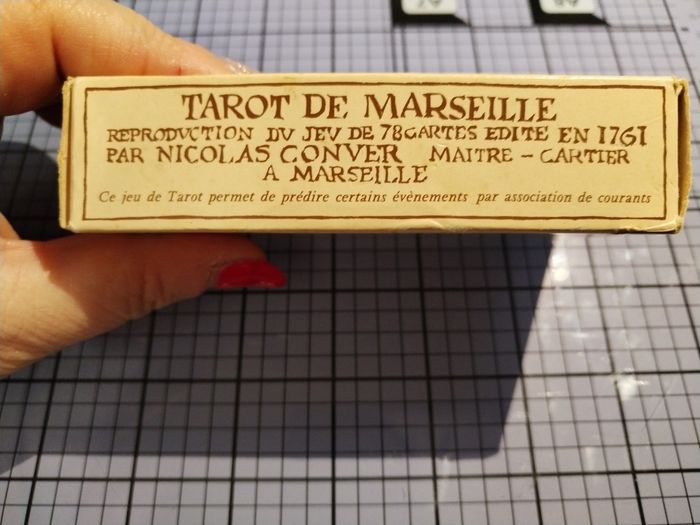 TAROT DE MARSEILLE
REPRODVCTION DV JEV DE 78 CARTES EDITE EN 1761
PAR NICOLAS CONVER MAITRE - CARTIER
A MARSEILLE
Ce jeu de Tarot permet de prédire certains évènements par association de courants